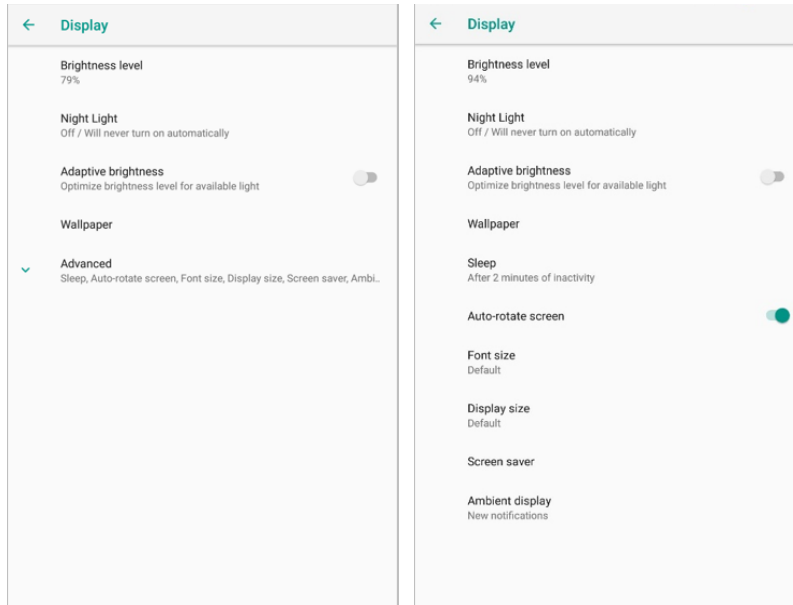 Display
Brightness level
79%
Night Light
Off / Will never turn on automatically
Adaptive brightness
Optimize brightness level for available light
Wallpaper
Advanced
Sleep, Auto-rotate screen, Font size, Display size, Screen saver, Ambi..
Display
Brightness level
94%
Night Light
Off / Will never turn on automatically
Adaptive brightness
Optimize brightness level for available light
Wallpaper
Sleep
After 2 minutes of inactivity
Auto-rotate screen
Font size
Default
Display size
Default
Screen saver
Ambient display
New notifications